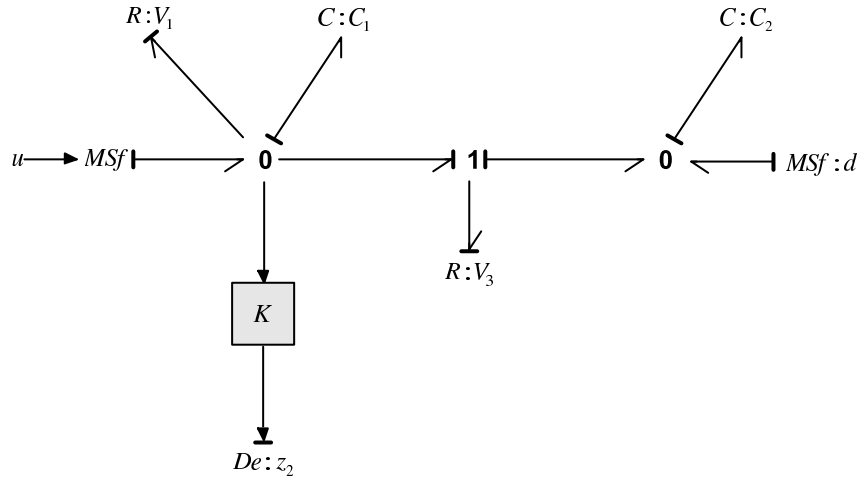 R:V₁
C:C₁
C:C₂
u MSf 0 1 0 MSf:d
R:V₃
K
De:z₂